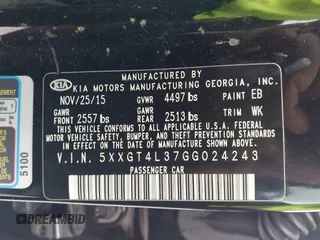 KIA KIA MOTORS MANUFACTURING GEORGIA, INC.
NOV/25/15 GVWR 4497 lbs PAINT EB
GAWR GAWR
FRONT 2557 lbs REAR 2513 lbs TRIM WK
THIS VEHICLE CONFORMS TO ALL APPLICABLE FEDERAL
MOTOR VEHICLE SAFETY, BUMPER, AND THEFT PREVENTION
STANDARDS IN EFFECT ON THE DATE OF MANUFACTURE
SHOWN ABOVE.
V.I.N. 5XXGT4L37GG024243
PASSENGER CAR
5100
DREAMBID